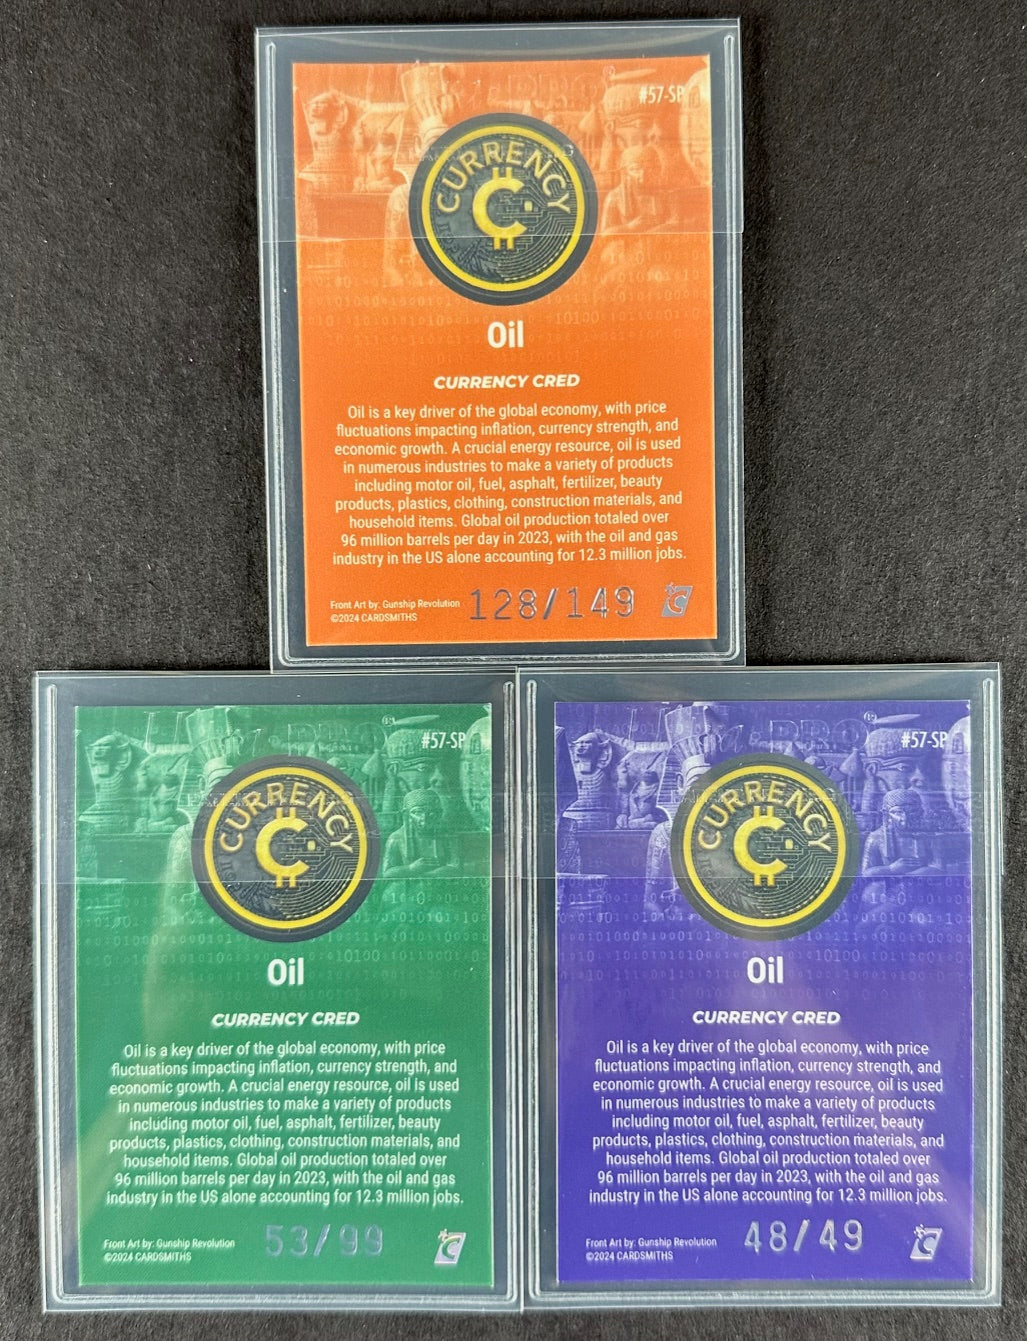 #57-SP
CURRENCY
Oil
CURRENCY CRED
Oil is a key driver of the global economy, with price
fluctuations impacting inflation, currency strength, and
economic growth. A crucial energy resource, oil is used
in numerous industries to make a variety of products
including motor oil, fuel, asphalt, fertilizer, beauty
products, plastics, clothing, construction materials, and
household items. Global oil production totaled over
96 million barrels per day in 2023, with the oil and gas
industry in the US alone accounting for 12.3 million jobs.
Front Art by: Gunship Revolution
©2024 CARDSMITHS
128/149
#57-SP
CURRENCY
Oil
CURRENCY CRED
Oil is a key driver of the global economy, with price
fluctuations impacting inflation, currency strength, and
economic growth. A crucial energy resource, oil is used
in numerous industries to make a variety of products
including motor oil, fuel, asphalt, fertilizer, beauty
products, plastics, clothing, construction materials, and
household items. Global oil production totaled over
96 million barrels per day in 2023, with the oil and gas
industry in the US alone accounting for 12.3 million jobs.
Front Art by: Gunship Revolution
©2024 CARDSMITHS
53/99
PRO
#57-SP
CURRENCY
Oil
CURRENCY CRED
Oil is a key driver of the global economy, with price
fluctuations impacting inflation, currency strength, and
economic growth. A crucial energy resource, oil is used
in numerous industries to make a variety of products
including motor oil, fuel, asphalt, fertilizer, beauty
products, plastics, clothing, construction materials, and
household items. Global oil production totaled over
96 million barrels per day in 2023, with the oil and gas
industry in the US alone accounting for 12.3 million jobs.
Front Art by: Gunship Revolution
©2024 CARDSMITHS
48/49